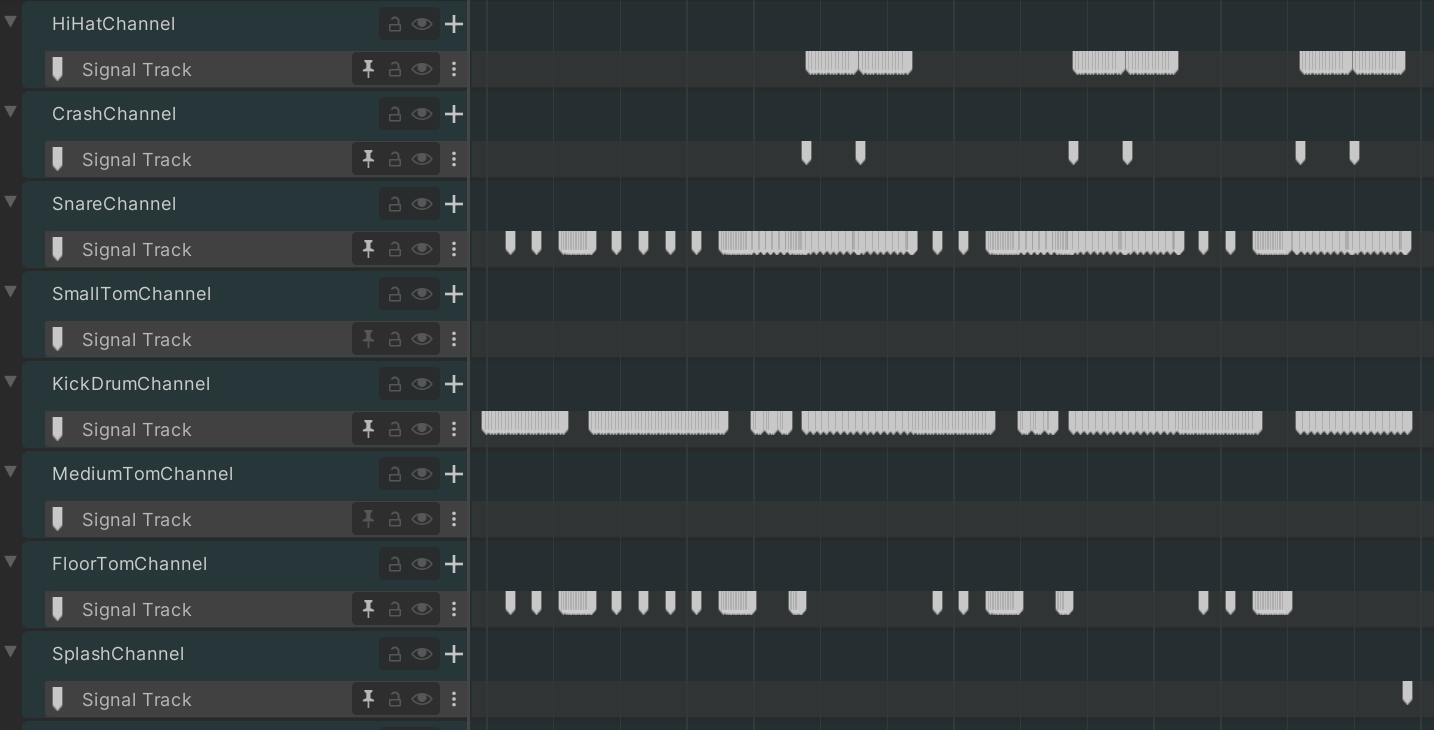 HiHatChannel
Signal Track
CrashChannel
Signal Track
SnareChannel
Signal Track
SmallTomChannel
Signal Track
KickDrumChannel
Signal Track
MediumTomChannel
Signal Track
FloorTomChannel
Signal Track
SplashChannel
Signal Track